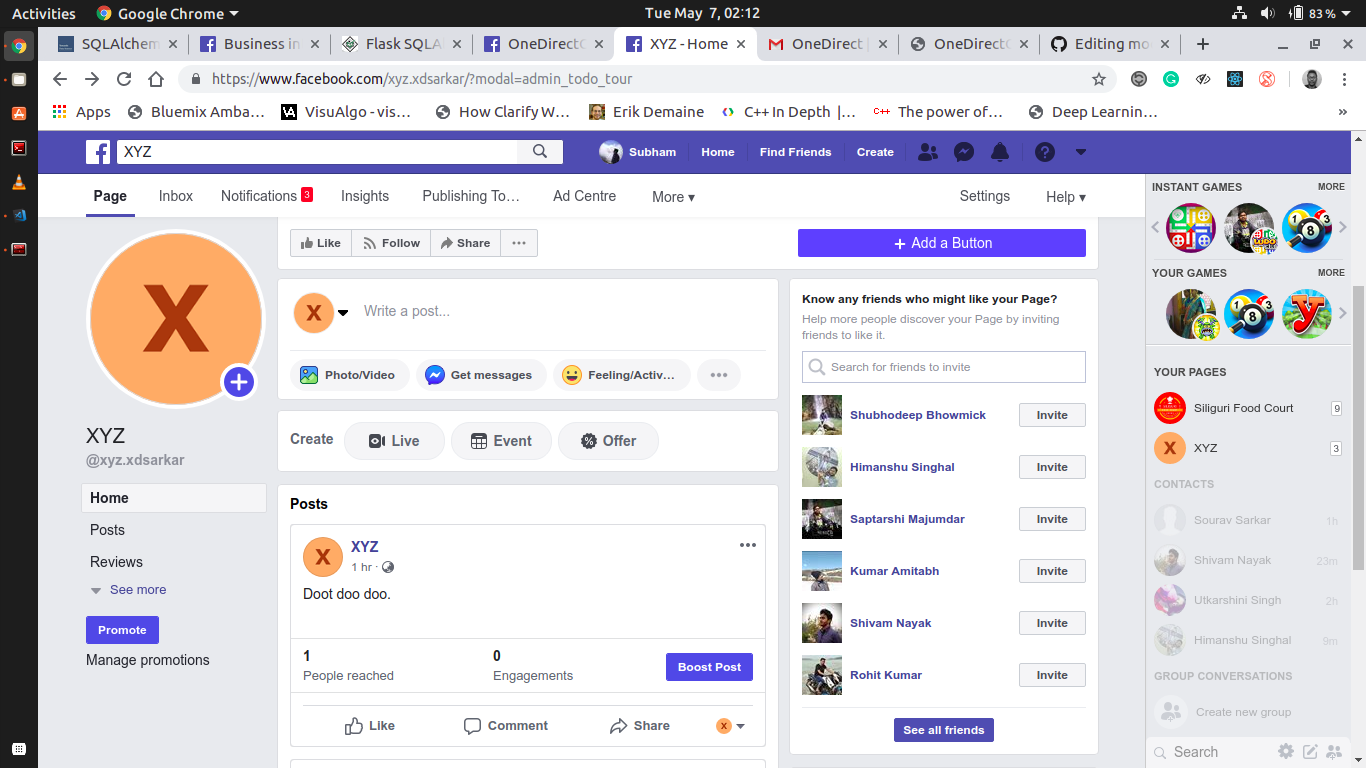 Activities Google Chrome Tue May 7, 02:12 83 %
SQLAlchem Business in Flask SQLA OneDirectC XYZ - Home OneDirect OneDirectC Editing mo
https://www.facebook.com/xyz.xdsarkar/?modal=admin_todo_tour
Apps Bluemix Amba… VisuAlgo - vis… How Clarify W… Erik Demaine C++ In Depth |… The power of… Deep Learnin… »
XYZ Subham Home Find Friends Create
Page Inbox Notifications 3 Insights Publishing To… Ad Centre More ▾ Settings Help ▾
Like Follow Share ··· + Add a Button
X
XYZ
@xyz.xdsarkar
Home
Posts
Reviews
See more
Promote
Manage promotions
X Write a post...
Photo/Video Get messages Feeling/Activ… ···
Create Live Event Offer
Posts
X XYZ ···
1 hr ·
Doot doo doo.
1 0
People reached Engagements Boost Post
Like Comment Share X
Know any friends who might like your Page?
Help more people discover your Page by inviting
friends to like it.
Search for friends to invite
Shubhodeep Bhowmick Invite
Himanshu Singhal Invite
Saptarshi Majumdar Invite
Kumar Amitabh Invite
Shivam Nayak Invite
Rohit Kumar Invite
See all friends
INSTANT GAMES MORE
YOUR GAMES MORE
YOUR PAGES
Siliguri Food Court 9
X XYZ 3
CONTACTS
Sourav Sarkar 1h
Shivam Nayak 23m
Utkarshini Singh 2h
Himanshu Singhal 9m
GROUP CONVERSATIONS
Create new group
Search